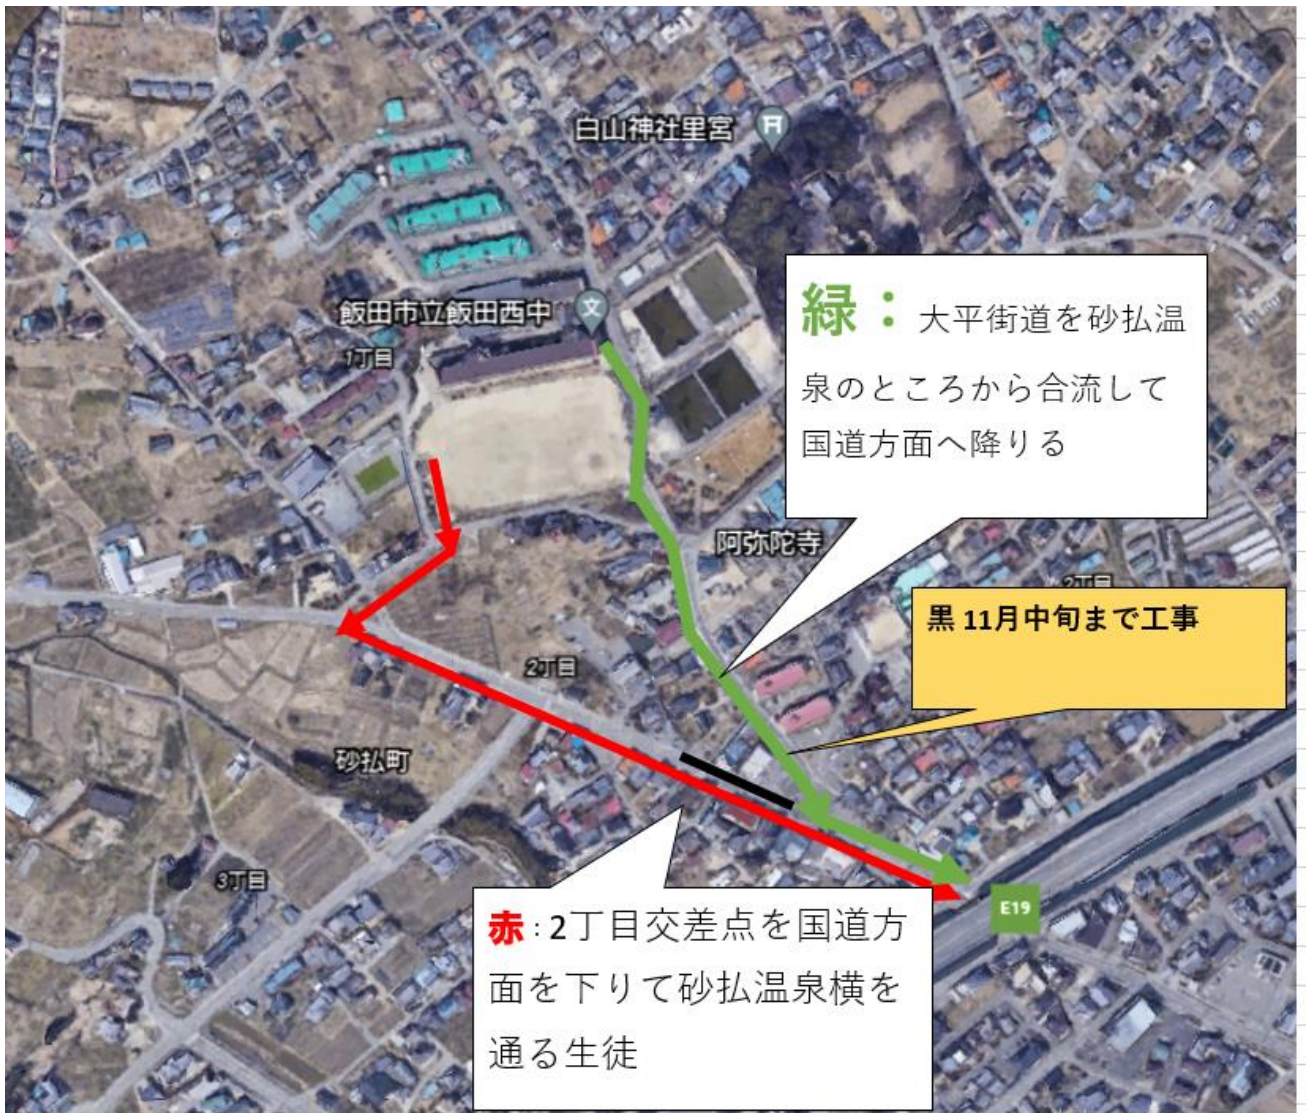 白山神社里宮
飯田市立飯田西中
1丁目
緑：大平街道を砂払温
泉のところから合流して
国道方面へ降りる
阿弥陀寺
2丁目
黒 11月中旬まで工事
2丁目
砂払町
3丁目
E19
赤：2丁目交差点を国道方
面を下りて砂払温泉横を
通る生徒